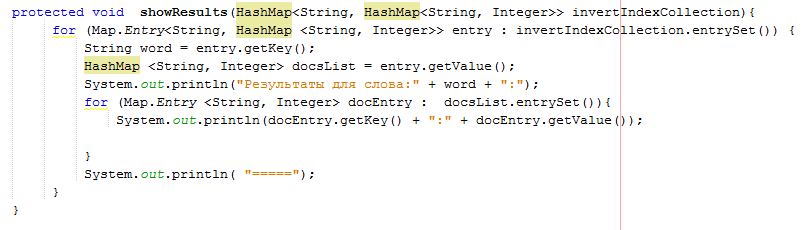 protected void  showResults(HashMap<String, HashMap<String, Integer>> invertIndexCollection){
for (Map.Entry<String, HashMap <String, Integer>> entry : invertIndexCollection.entrySet()) {
String word = entry.getKey();
HashMap <String, Integer> docsList = entry.getValue();
System.out.println("Результаты для слова:" + word + ":");
for (Map.Entry <String, Integer> docEntry :  docsList.entrySet()){
System.out.println(docEntry.getKey() + ":" + docEntry.getValue());
}
System.out.println( "=====");
}
}